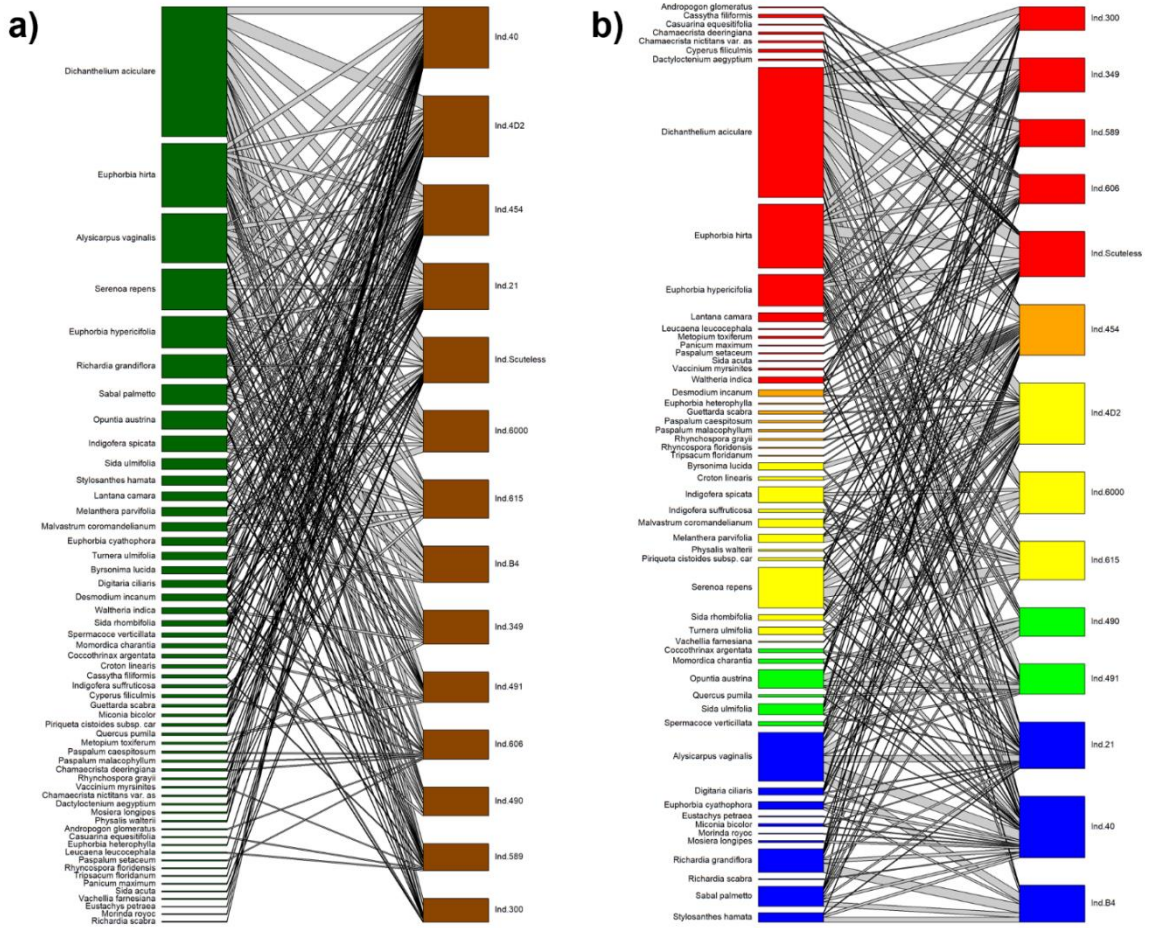 a)
Dichanthelium aciculare
Euphorbia hirta
Alysicarpus vaginalis
Serenoa repens
Euphorbia hypericifolia
Richardia grandiflora
Sabal palmetto
Opuntia austrina
Indigofera spicata
Sida ulmifolia
Stylosanthes hamata
Lantana camara
Melanthera parvifolia
Malvastrum coromandelianum
Euphorbia cyathophora
Turnera ulmifolia
Byrsonima lucida
Digitaria ciliaris
Desmodium incanum
Waltheria indica
Sida rhombifolia
Spermacoce verticillata
Momordica charantia
Coccothrinax argentata
Croton linearis
Cassytha filiformis
Indigofera suffruticosa
Cyperus filiculmis
Guettarda scabra
Miconia bicolor
Piriqueta cistoides subsp. car
Quercus pumila
Metopium toxiferum
Paspalum caespitosum
Paspalum malacophyllum
Chamaecrista deeringiana
Rhynchospora grayii
Vaccinium myrsinites
Chamaecrista nictitans var. as
Dactyloctenium aegyptium
Mosiera longipes
Physalis walterii
Andropogon glomeratus
Casuarina equesitifolia
Euphorbia heterophylla
Leucaena leucocephala
Paspalum setaceum
Rhyncospora floridensis
Tripsacum floridanum
Panicum maximum
Sida acuta
Vachellia farnesiana
Eustachys petraea
Morinda royoc
Richardia scabra
Ind.40
Ind.4D2
Ind.454
Ind.21
Ind.Scuteless
Ind.6000
Ind.615
Ind.B4
Ind.349
Ind.491
Ind.606
Ind.490
Ind.589
Ind.300
b)
Andropogon glomeratus
Cassytha filiformis
Casuarina equesitifolia
Chamaecrista deeringiana
Chamaecrista nictitans var. as
Cyperus filiculmis
Dactyloctenium aegyptium
Dichanthelium aciculare
Euphorbia hirta
Euphorbia hypericifolia
Lantana camara
Leucaena leucocephala
Metopium toxiferum
Panicum maximum
Paspalum setaceum
Sida acuta
Vaccinium myrsinites
Waltheria indica
Desmodium incanum
Euphorbia heterophylla
Guettarda scabra
Paspalum caespitosum
Paspalum malacophyllum
Rhynchospora grayii
Rhyncospora floridensis
Tripsacum floridanum
Byrsonima lucida
Croton linearis
Indigofera spicata
Indigofera suffruticosa
Malvastrum coromandelianum
Melanthera parvifolia
Physalis walterii
Piriqueta cistoides subsp. car
Serenoa repens
Sida rhombifolia
Turnera ulmifolia
Vachellia farnesiana
Coccothrinax argentata
Momordica charantia
Opuntia austrina
Quercus pumila
Sida ulmifolia
Spermacoce verticillata
Alysicarpus vaginalis
Digitaria ciliaris
Euphorbia cyathophora
Eustachys petraea
Miconia bicolor
Morinda royoc
Mosiera longipes
Richardia grandiflora
Richardia scabra
Sabal palmetto
Stylosanthes hamata
Ind.300
Ind.349
Ind.589
Ind.606
Ind.Scuteless
Ind.454
Ind.4D2
Ind.6000
Ind.615
Ind.490
Ind.491
Ind.21
Ind.40
Ind.B4